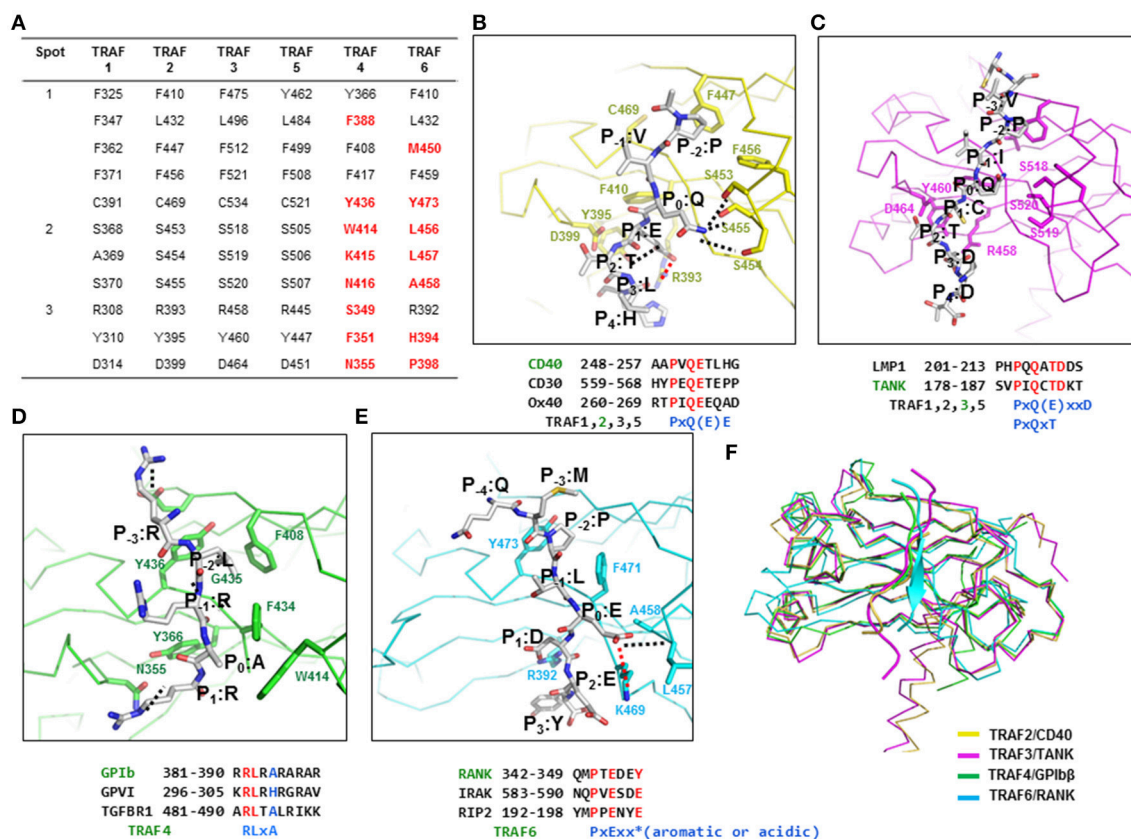 A
Spot TRAF 1 TRAF 2 TRAF 3 TRAF 5 TRAF 4 TRAF 6
1 F325 F410 F475 Y462 Y366 F410
F347 L432 L496 L484 F388 L432
F362 F447 F512 F499 F408 M450
F371 F456 F521 F508 F417 F459
C391 C469 C534 C521 Y436 Y473
2 S368 S453 S518 S505 W414 L456
A369 S454 S519 S506 K415 L457
S370 S455 S520 S507 N416 A458
3 R308 R393 R458 R445 S349 R392
Y310 Y395 Y460 Y447 F351 H394
D314 D399 D464 D451 N355 P398
B
F447
C469
P-1:V
P-2:P
F456
S453
F410
P0:Q
Y395
S455
P1:E
D399
P2:T
S454
R393
P3:L
P4:H
CD40 248-257 AAPVQETLHG
CD30 559-568 HYPEQETEPP
Ox40 260-269 RTPIQEEQAD
TRAF1,2,3,5 PxQ(E)E
C
P-3:V
P-2:P
P-1:I
S518
P0:Q
Y460
S520
P1:C
D464
S519
P2:T
R458
P3:D
P4:D
LMP1 201-213 PHPQQATDDS
TANK 178-187 SVPIQCTDKT
TRAF1,2,3,5 PxQ(E)xxD
PxQxT
D
P-3:R
F408
Y436
P-2:L
G435
P-1:R
F434
Y366
N355
P0:A
W414
P1:R
GPIb 381-390 RRLRARARAR
GPVI 296-305 KRLRHRGRAV
TGFBR1 481-490 ARLTALRIKK
TRAF4 RLxA
E
P-3:M
P-4:Q
P-2:P
Y473
F471
P-1:L
A458
P0:E
P1:D
R392
P2:E
L457
K469
P3:Y
RANK 342-349 QMPTEDEY
IRAK 583-590 NQPVESDE
RIP2 192-198 YMPPENYE
TRAF6 PxExx*(aromatic or acidic)
F
TRAF2/CD40
TRAF3/TANK
TRAF4/GPIbβ
TRAF6/RANK